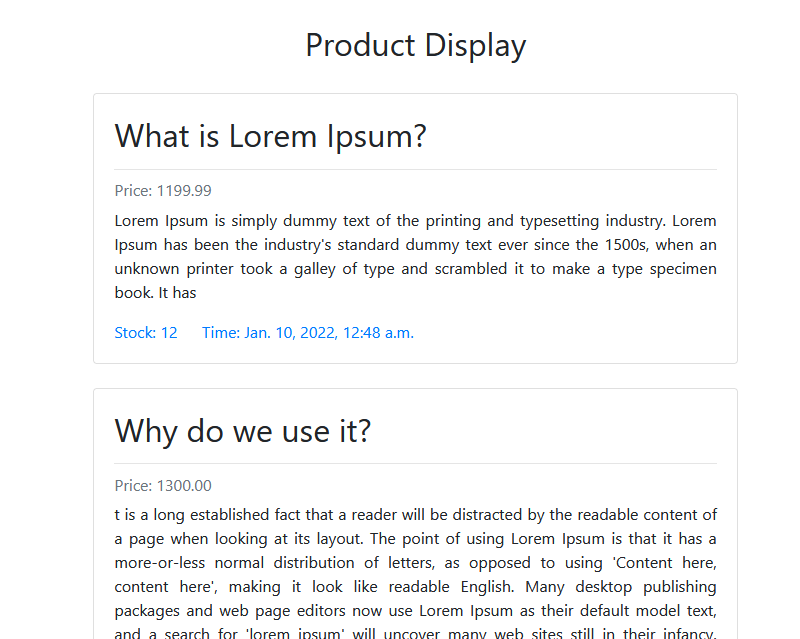 Product Display
What is Lorem Ipsum?
Price: 1199.99
Lorem Ipsum is simply dummy text of the printing and typesetting industry. Lorem
Ipsum has been the industry's standard dummy text ever since the 1500s, when an
unknown printer took a galley of type and scrambled it to make a type specimen
book. It has
Stock: 12 Time: Jan. 10, 2022, 12:48 a.m.
Why do we use it?
Price: 1300.00
t is a long established fact that a reader will be distracted by the readable content of
a page when looking at its layout. The point of using Lorem Ipsum is that it has a
more-or-less normal distribution of letters, as opposed to using 'Content here,
content here', making it look like readable English. Many desktop publishing
packages and web page editors now use Lorem Ipsum as their default model text,
and a search for 'lorem ipsum' will uncover many web sites still in their infancy.